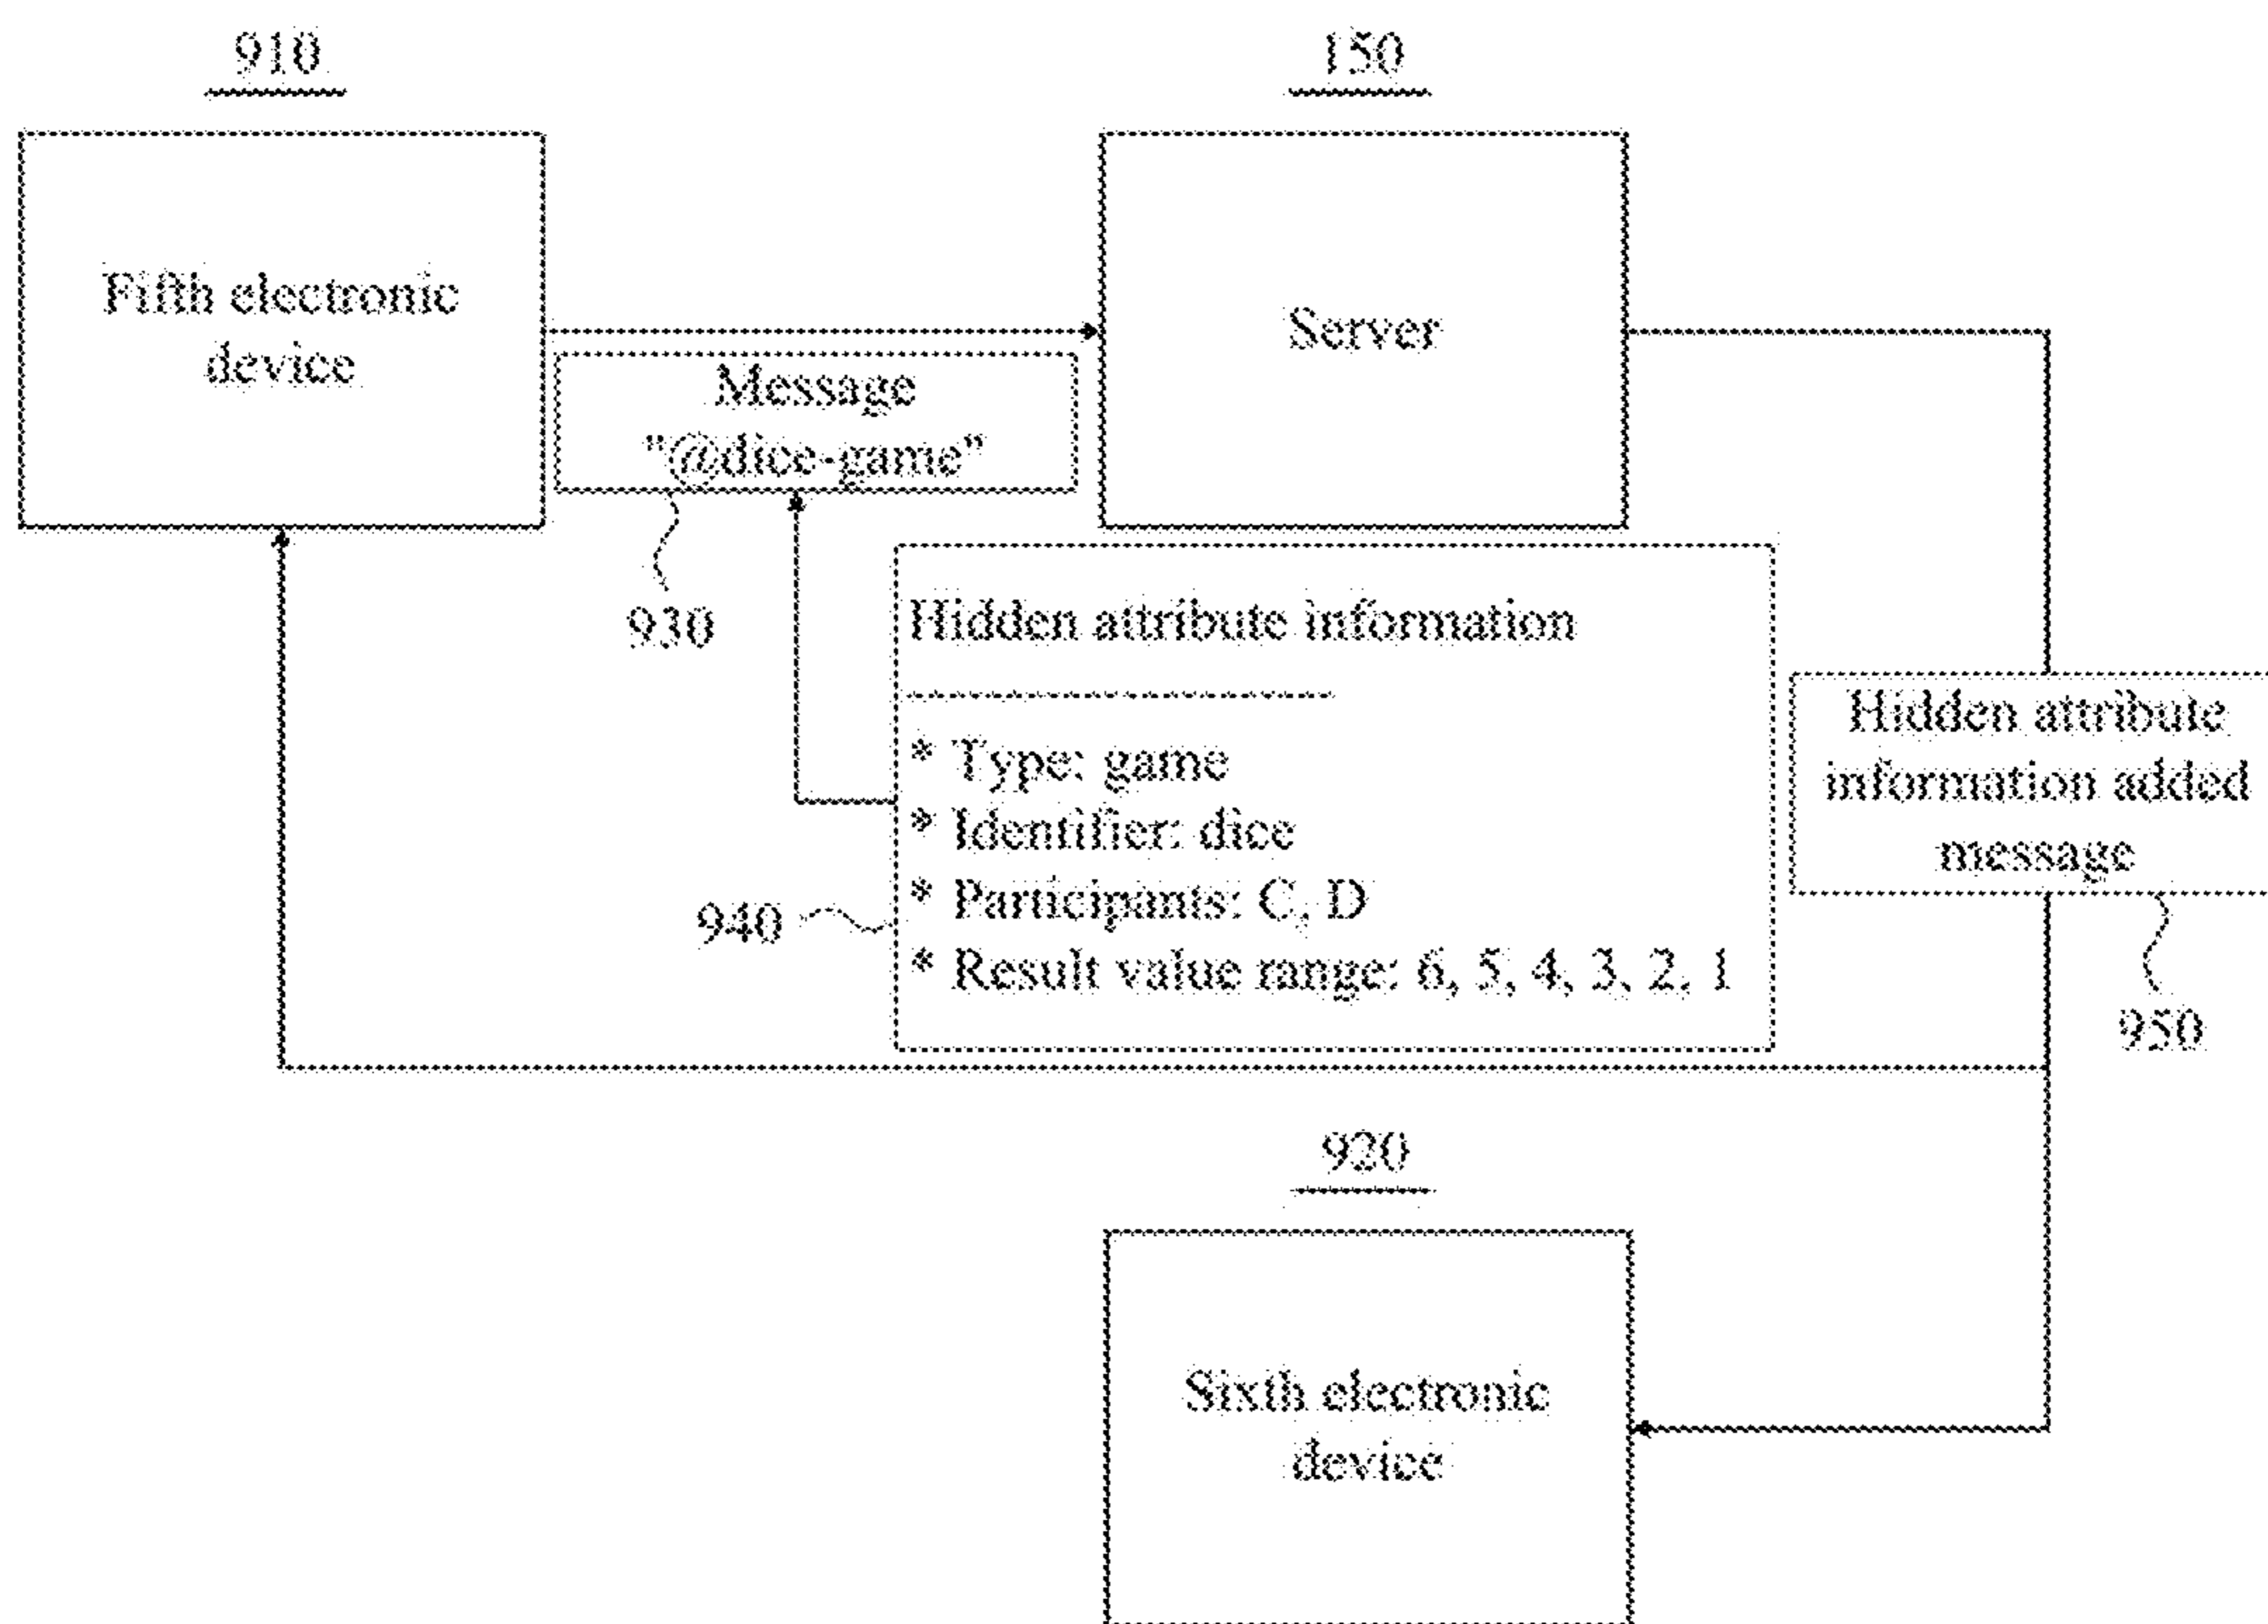 910
150
Fifth electronic
device
Server
Message
"@dice-game"
930
Hidden attribute information
* Type: game
* Identifier: dice
* Participants: C, D
* Result value range: 6, 5, 4, 3, 2, 1
940
Hidden attribute
information added
message
950
920
Sixth electronic
device